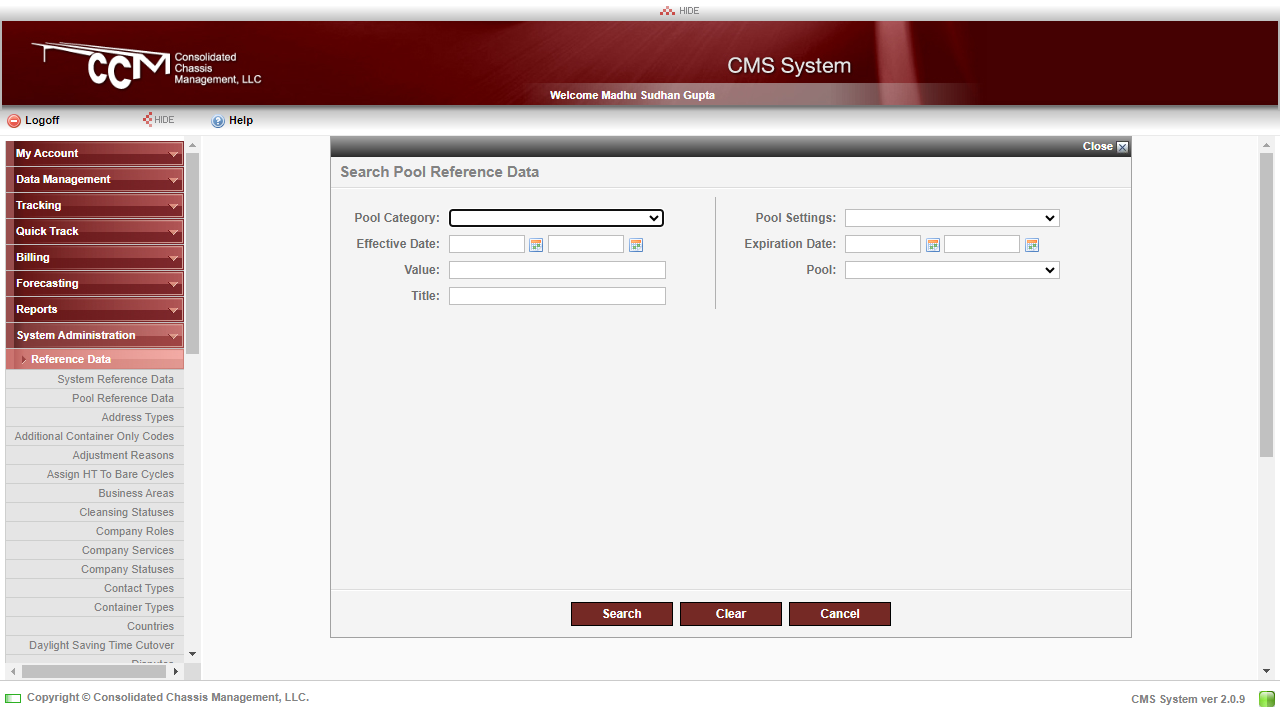 HIDE
CCM
Consolidated
Chassis
Management, LLC
CMS System
Welcome Madhu Sudhan Gupta
Logoff
HIDE
Help
My Account
Data Management
Tracking
Quick Track
Billing
Forecasting
Reports
System Administration
Reference Data
System Reference Data
Pool Reference Data
Address Types
Additional Container Only Codes
Adjustment Reasons
Assign HT To Bare Cycles
Business Areas
Cleansing Statuses
Company Roles
Company Services
Company Statuses
Contact Types
Container Types
Countries
Daylight Saving Time Cutover
Disputes
Close
Search Pool Reference Data
Pool Category:
Pool Settings:
Effective Date:
Expiration Date:
Value:
Pool:
Title:
Search
Clear
Cancel
Copyright © Consolidated Chassis Management, LLC.
CMS System ver 2.0.9